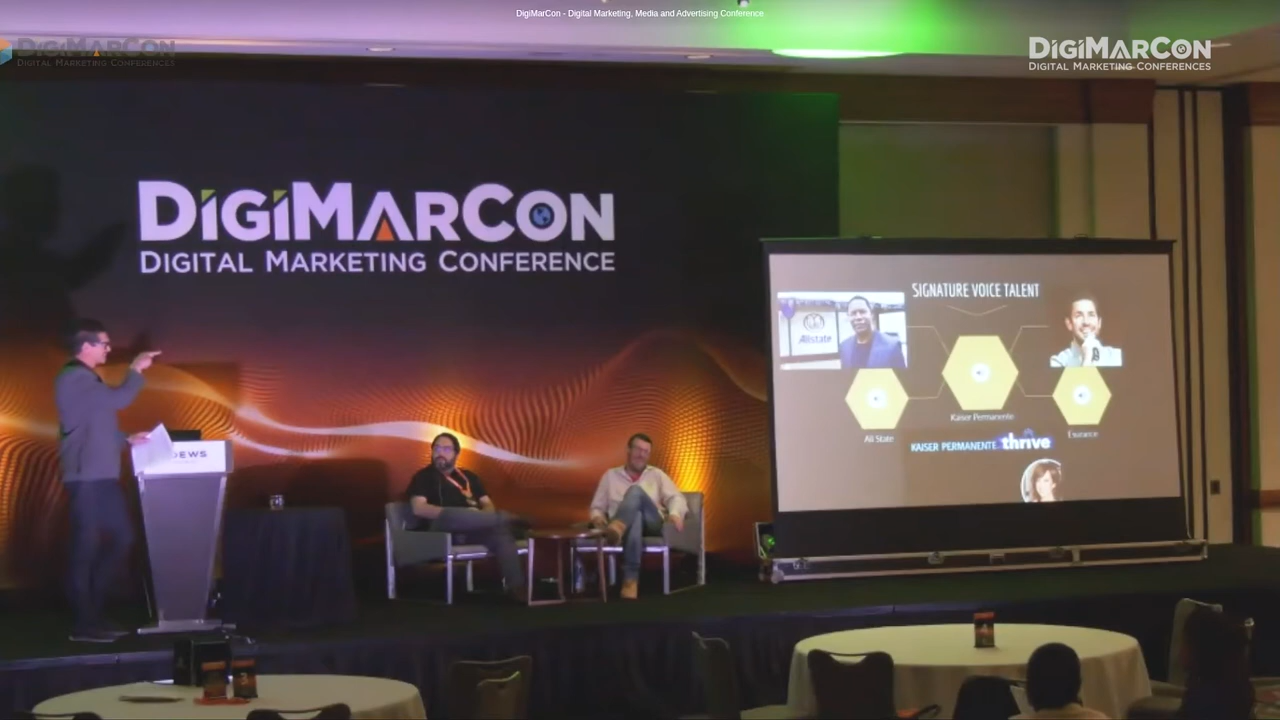 DigiMarCon - Digital Marketing, Media and Advertising Conference
DIGIMARCON
DIGITAL MARKETING CONFERENCES
DIGIMARCON
DIGITAL MARKETING CONFERENCES
DIGIMARCON
DIGITAL MARKETING CONFERENCE
SIGNATURE VOICE TALENT
Allstate
Kaiser Permanente
All State
Esurance
KAISER PERMANENTE thrive